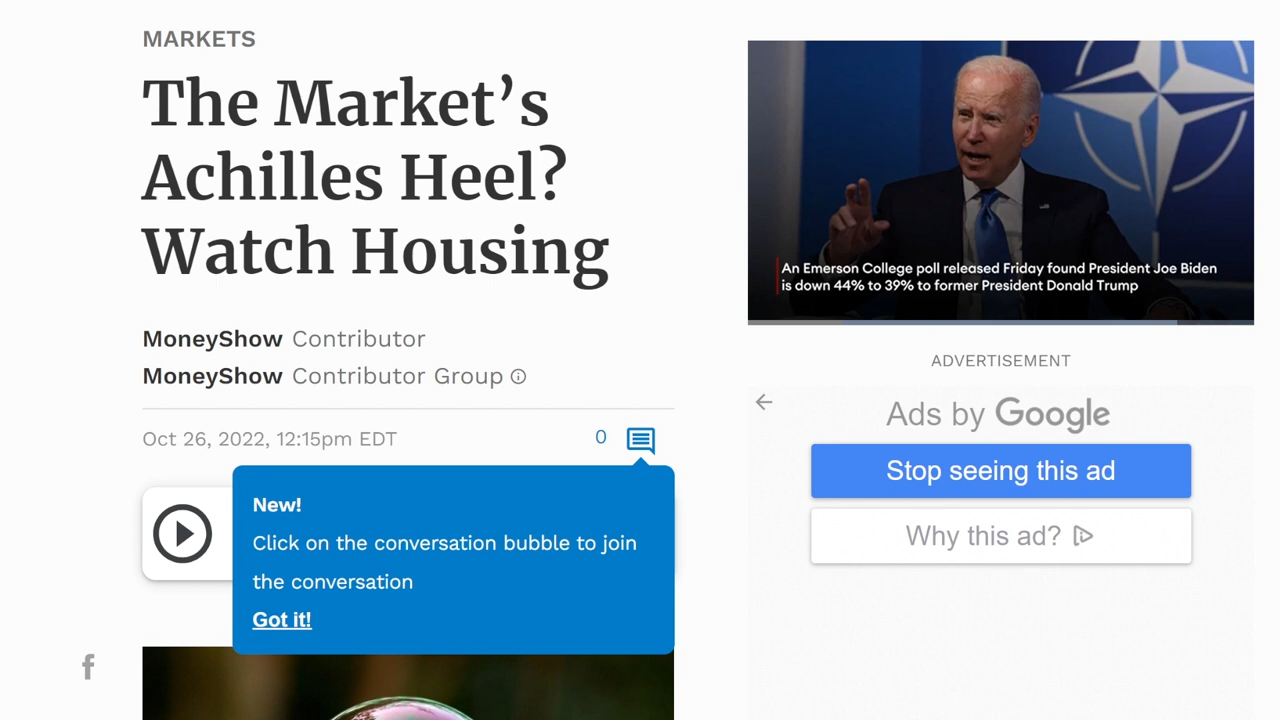 MARKETS
The Market’s
Achilles Heel?
Watch Housing
MoneyShow Contributor
MoneyShow Contributor Group
Oct 26, 2022, 12:15pm EDT
0
New!
Click on the conversation bubble to join
the conversation
Got it!
f
An Emerson College poll released Friday found President Joe Biden
is down 44% to 39% to former President Donald Trump
ADVERTISEMENT
Ads by Google
Stop seeing this ad
Why this ad?